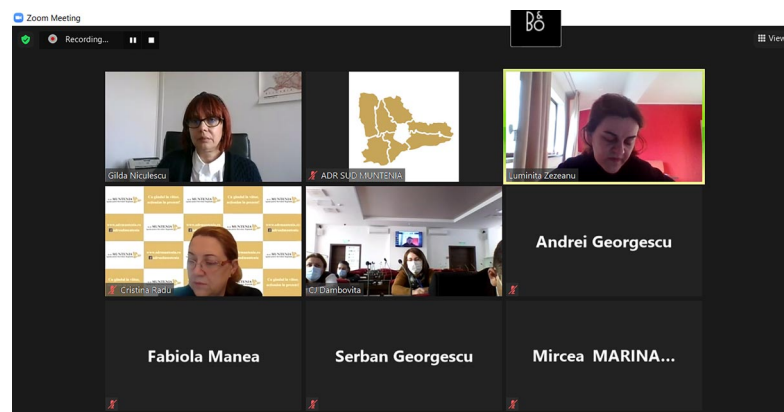 Zoom Meeting
Recording...
B&O
View
Gilda Niculescu
ADR SUD MUNTENIA
Luminita Zezeanu
Cristina Radu
CJ Dambovita
Andrei Georgescu
Fabiola Manea
Serban Georgescu
Mircea MARINA...